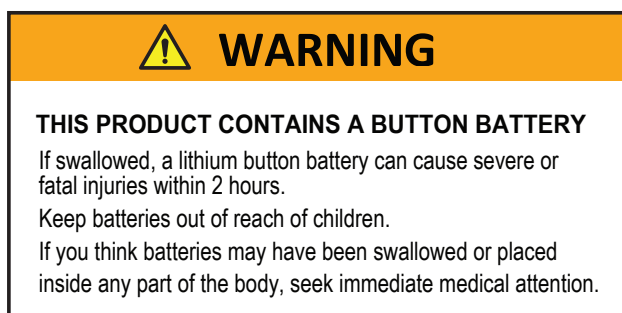 WARNING
THIS PRODUCT CONTAINS A BUTTON BATTERY
If swallowed, a lithium button battery can cause severe or
fatal injuries within 2 hours.
Keep batteries out of reach of children.
If you think batteries may have been swallowed or placed
inside any part of the body, seek immediate medical attention.